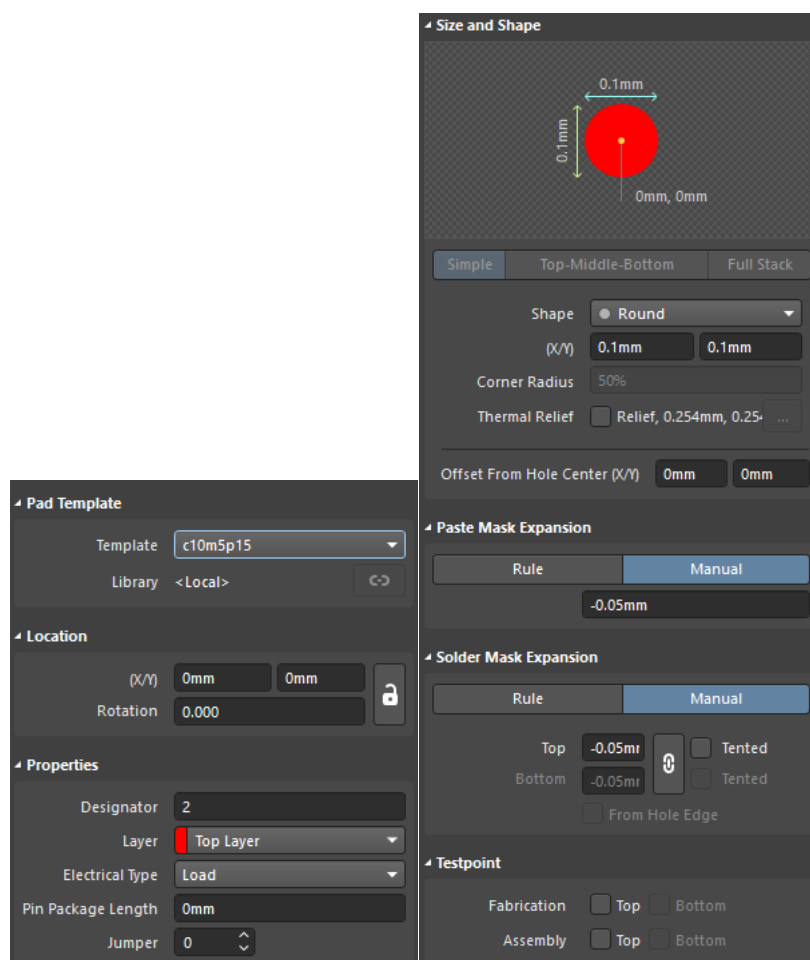 Pad Template
Template c10m5p15
Library <Local>
Location
(X/Y) 0mm 0mm
Rotation 0.000
Properties
Designator 2
Layer Top Layer
Electrical Type Load
Pin Package Length 0mm
Jumper 0
Size and Shape
0.1mm
0.1mm
0mm, 0mm
Simple Top-Middle-Bottom Full Stack
Shape Round
(X/Y) 0.1mm 0.1mm
Corner Radius 50%
Thermal Relief Relief, 0.254mm, 0.254 ...
Offset From Hole Center (X/Y) 0mm 0mm
Paste Mask Expansion
Rule Manual
-0.05mm
Solder Mask Expansion
Rule Manual
Top -0.05mm Tented
Bottom -0.05mm Tented
From Hole Edge
Testpoint
Fabrication Top Bottom
Assembly Top Bottom